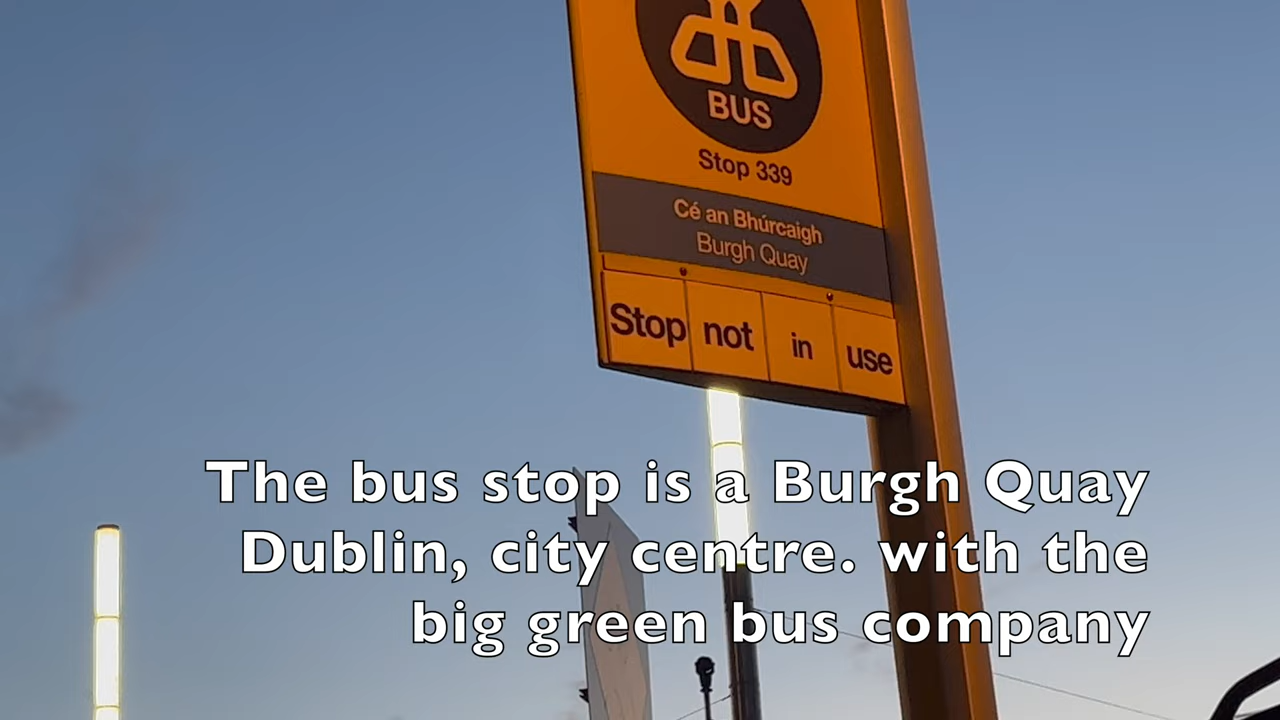 BUS
Stop 339
Cé an Bhúrcaigh
Burgh Quay
Stop not in use
The bus stop is a Burgh Quay
Dublin, city centre. with the
big green bus company